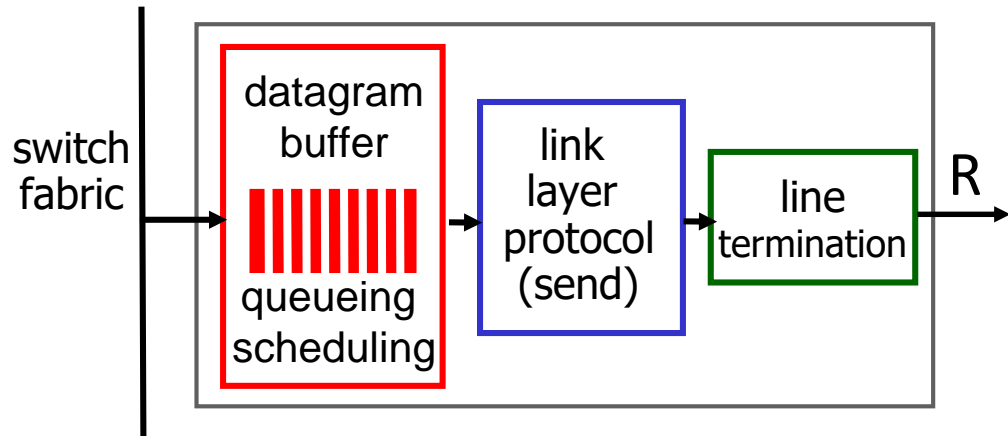 switch
fabric
datagram
buffer
queueing
scheduling
link
layer
protocol
(send)
line
termination
R